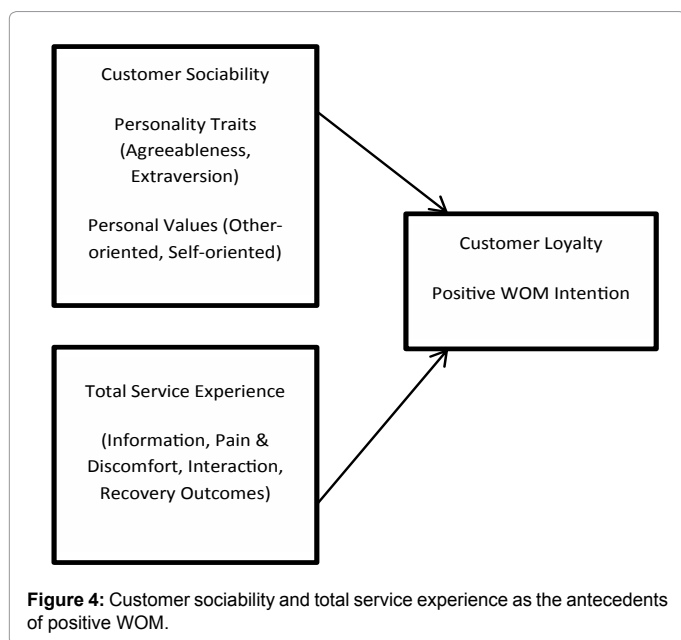 Customer Sociability
Personality Traits
(Agreeableness,
Extraversion)
Personal Values (Other-
oriented, Self-oriented)
Customer Loyalty
Positive WOM Intention
Total Service Experience
(Information, Pain &
Discomfort, Interaction,
Recovery Outcomes)
Figure 4: Customer sociability and total service experience as the antecedents
of positive WOM.